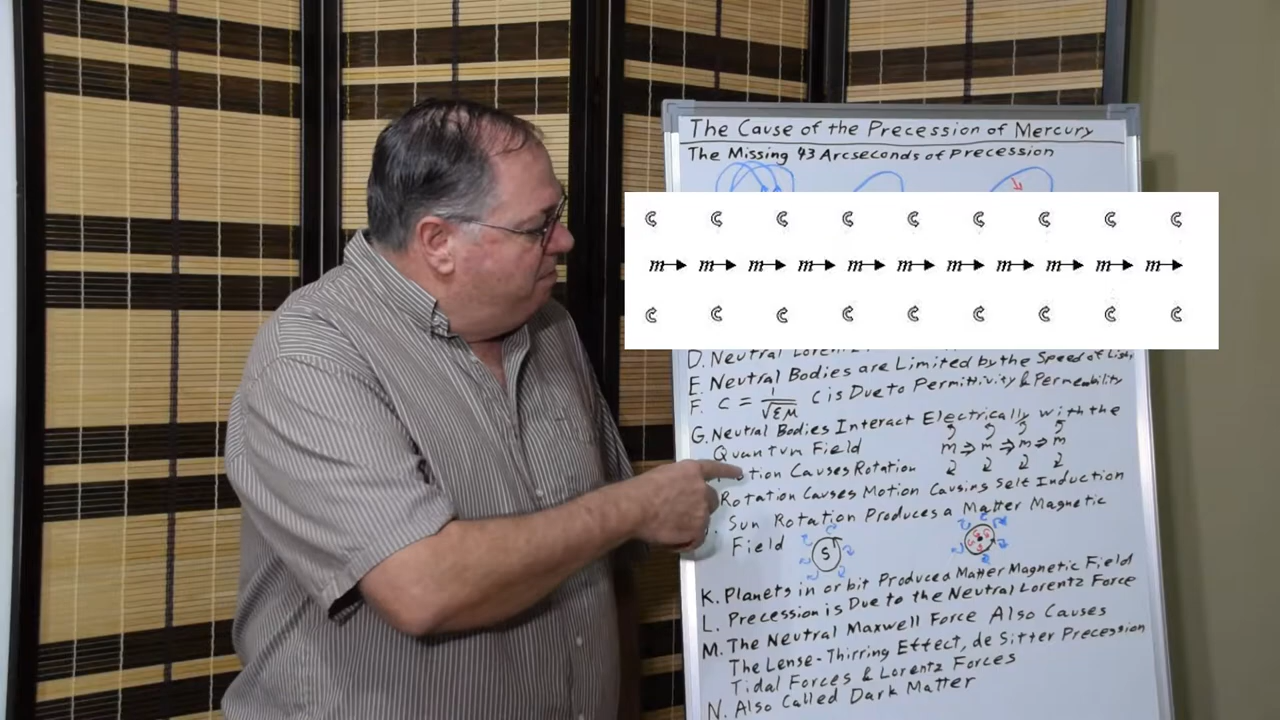 The Cause of the Precession of Mercury
The Missing 43 Arcseconds of Precession
m → m → m → m → m → m → m → m → m → m → m →
D. Neutral Lorentz
E. Neutral Bodies are Limited by the Speed of Light
F. C = 1/√εμ C is Due to Permittivity & Permeability
G. Neutral Bodies Interact Electrically with the
Quantum Field m → m → m → m
Motion Causes Rotation
Rotation Causes Motion Causing Self Induction
Sun Rotation Produces a Matter Magnetic
Field S
K. Planets in orbit Produced Matter Magnetic Field
L. Precession is Due to the Neutral Lorentz Force
M. The Neutral Maxwell Force Also Causes
The Lense-Thirring Effect, de Sitter Precession
Tidal Forces & Lorentz Forces
N. Also Called Dark Matter